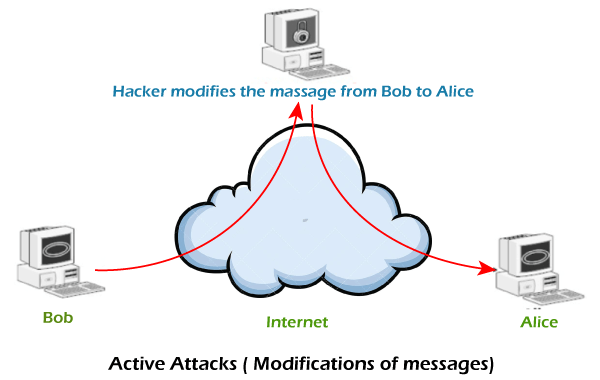 Hacker modifies the massage from Bob to Alice
Bob
Internet
Alice
Active Attacks ( Modifications of messages)